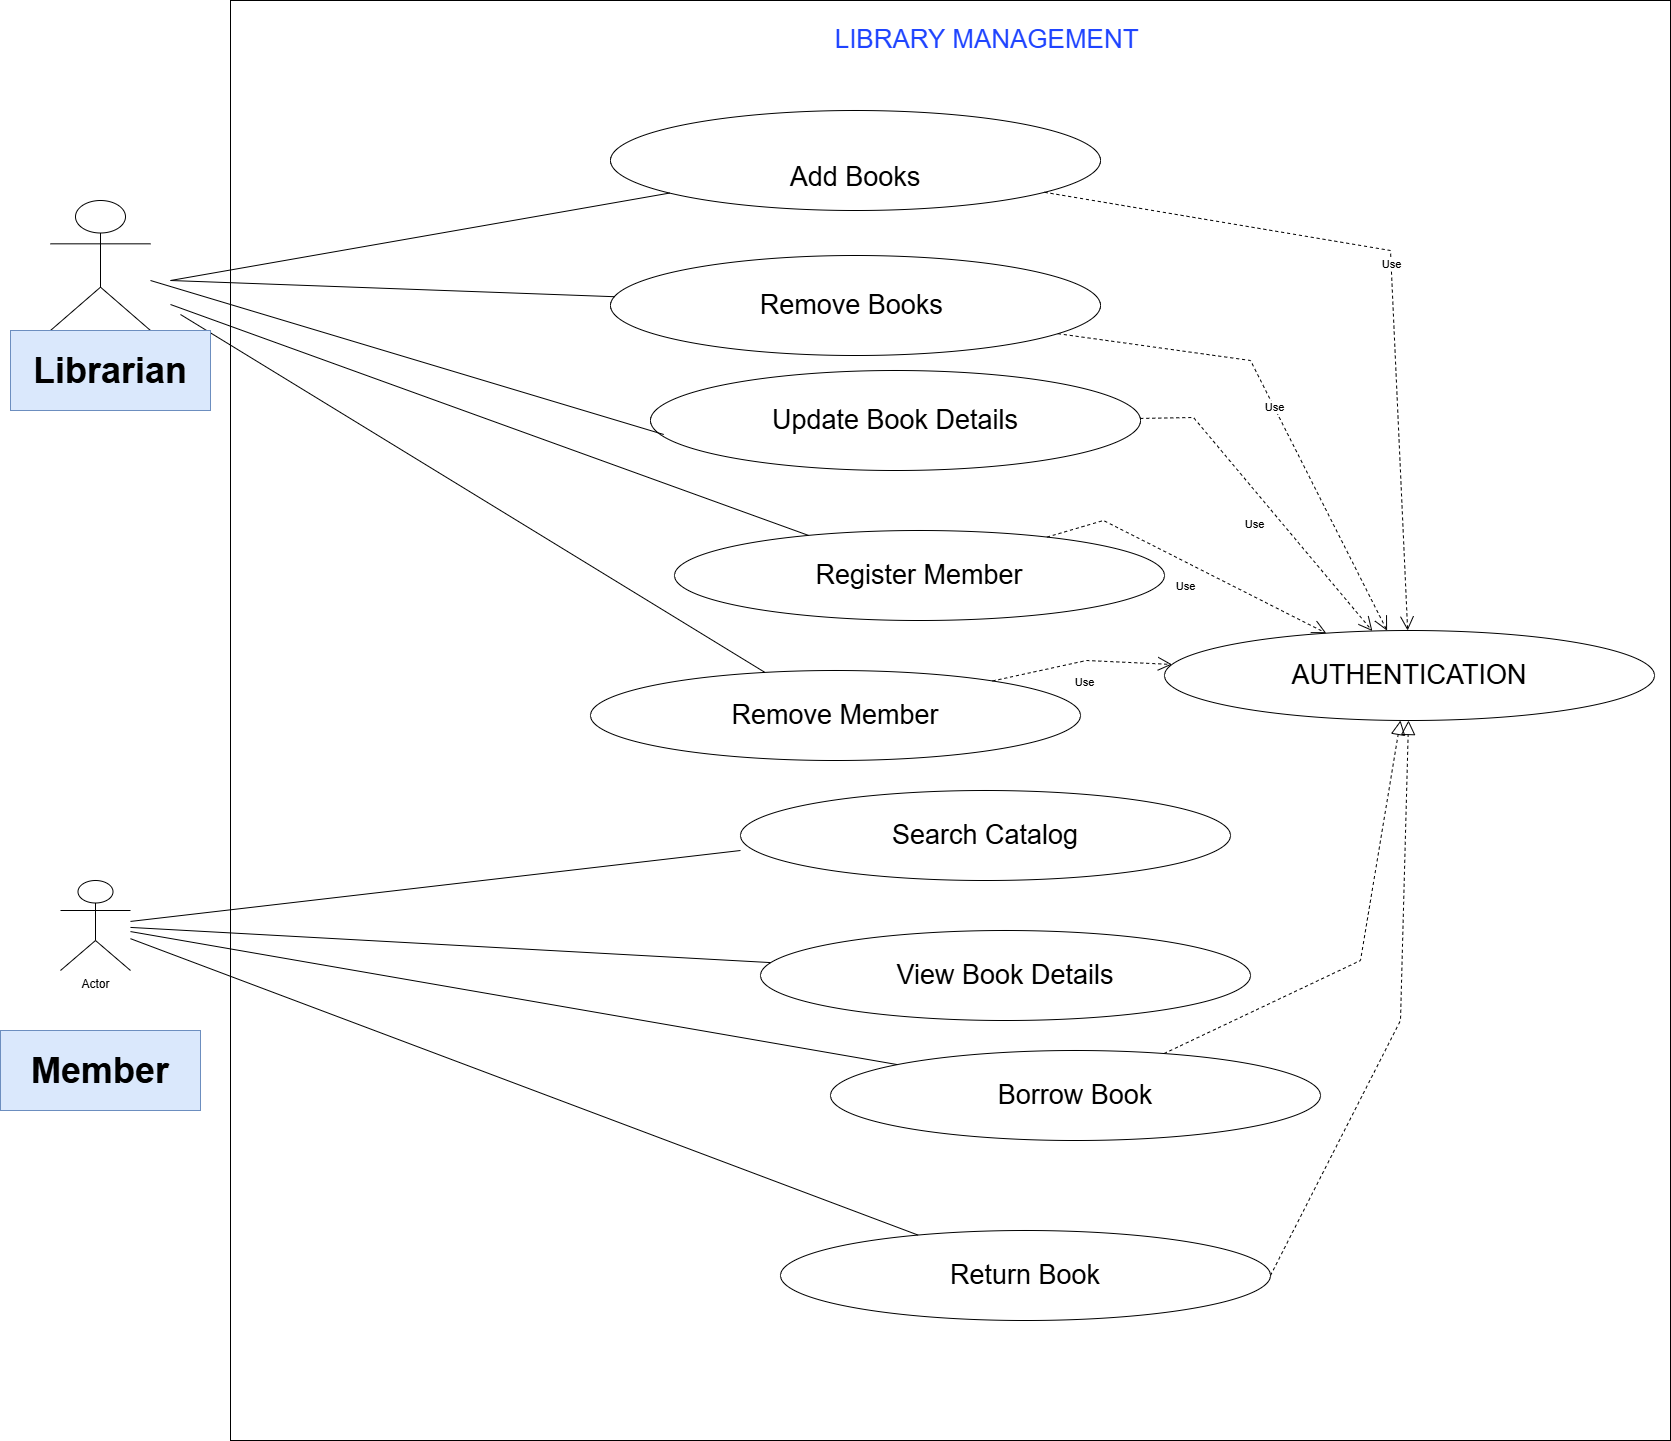 LIBRARY MANAGEMENT
Add Books
Use
Remove Books
Librarian
Use
Update Book Details
Use
Register Member
Use
AUTHENTICATION
Use
Remove Member
Search Catalog
View Book Details
Actor
Member
Borrow Book
Return Book